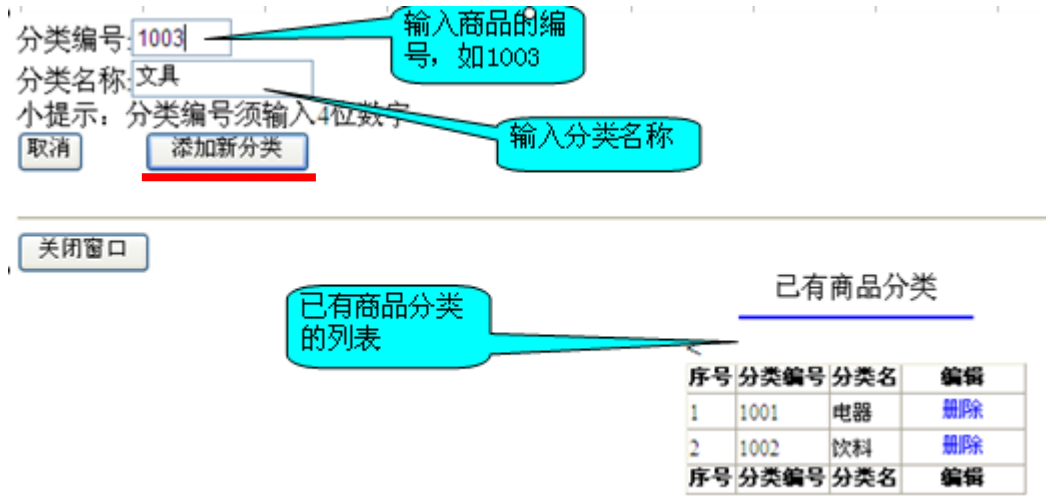 分类编号:1003
输入商品的编
号，如1003
分类名称:文具
小提示：分类编号须输入4位数字
输入分类名称
取消 添加新分类
关闭窗口
已有商品分类
已有商品分类
的列表
<
序号 分类编号 分类名 编辑
1 1001 电器 删除
2 1002 饮料 删除
序号 分类编号 分类名 编辑